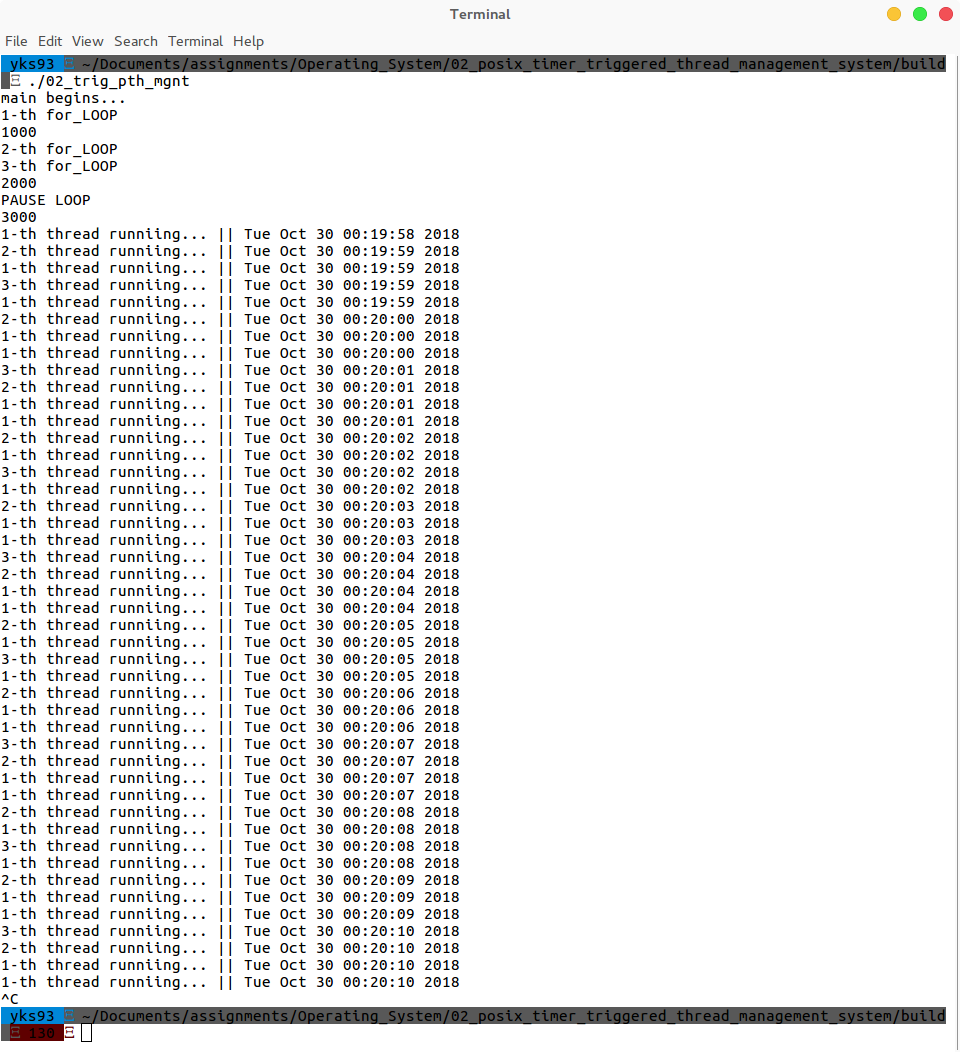 Terminal
File Edit View Search Terminal Help
yks93 ~/Documents/assignments/Operating_System/02_posix_timer_triggered_thread_management_system/build
./02_trig_pth_mgnt
main begins...
1-th for_LOOP
1000
2-th for_LOOP
3-th for_LOOP
2000
PAUSE LOOP
3000
1-th thread runniing... || Tue Oct 30 00:19:58 2018
2-th thread runniing... || Tue Oct 30 00:19:59 2018
1-th thread runniing... || Tue Oct 30 00:19:59 2018
3-th thread runniing... || Tue Oct 30 00:19:59 2018
1-th thread runniing... || Tue Oct 30 00:19:59 2018
2-th thread runniing... || Tue Oct 30 00:20:00 2018
1-th thread runniing... || Tue Oct 30 00:20:00 2018
1-th thread runniing... || Tue Oct 30 00:20:00 2018
3-th thread runniing... || Tue Oct 30 00:20:01 2018
2-th thread runniing... || Tue Oct 30 00:20:01 2018
1-th thread runniing... || Tue Oct 30 00:20:01 2018
1-th thread runniing... || Tue Oct 30 00:20:01 2018
2-th thread runniing... || Tue Oct 30 00:20:02 2018
1-th thread runniing... || Tue Oct 30 00:20:02 2018
3-th thread runniing... || Tue Oct 30 00:20:02 2018
1-th thread runniing... || Tue Oct 30 00:20:02 2018
2-th thread runniing... || Tue Oct 30 00:20:03 2018
1-th thread runniing... || Tue Oct 30 00:20:03 2018
1-th thread runniing... || Tue Oct 30 00:20:03 2018
3-th thread runniing... || Tue Oct 30 00:20:04 2018
2-th thread runniing... || Tue Oct 30 00:20:04 2018
1-th thread runniing... || Tue Oct 30 00:20:04 2018
1-th thread runniing... || Tue Oct 30 00:20:04 2018
2-th thread runniing... || Tue Oct 30 00:20:05 2018
1-th thread runniing... || Tue Oct 30 00:20:05 2018
3-th thread runniing... || Tue Oct 30 00:20:05 2018
1-th thread runniing... || Tue Oct 30 00:20:05 2018
2-th thread runniing... || Tue Oct 30 00:20:06 2018
1-th thread runniing... || Tue Oct 30 00:20:06 2018
1-th thread runniing... || Tue Oct 30 00:20:06 2018
3-th thread runniing... || Tue Oct 30 00:20:07 2018
2-th thread runniing... || Tue Oct 30 00:20:07 2018
1-th thread runniing... || Tue Oct 30 00:20:07 2018
1-th thread runniing... || Tue Oct 30 00:20:07 2018
2-th thread runniing... || Tue Oct 30 00:20:08 2018
1-th thread runniing... || Tue Oct 30 00:20:08 2018
3-th thread runniing... || Tue Oct 30 00:20:08 2018
1-th thread runniing... || Tue Oct 30 00:20:08 2018
2-th thread runniing... || Tue Oct 30 00:20:09 2018
1-th thread runniing... || Tue Oct 30 00:20:09 2018
1-th thread runniing... || Tue Oct 30 00:20:09 2018
3-th thread runniing... || Tue Oct 30 00:20:10 2018
2-th thread runniing... || Tue Oct 30 00:20:10 2018
1-th thread runniing... || Tue Oct 30 00:20:10 2018
1-th thread runniing... || Tue Oct 30 00:20:10 2018
^C
yks93 ~/Documents/assignments/Operating_System/02_posix_timer_triggered_thread_management_system/build
130